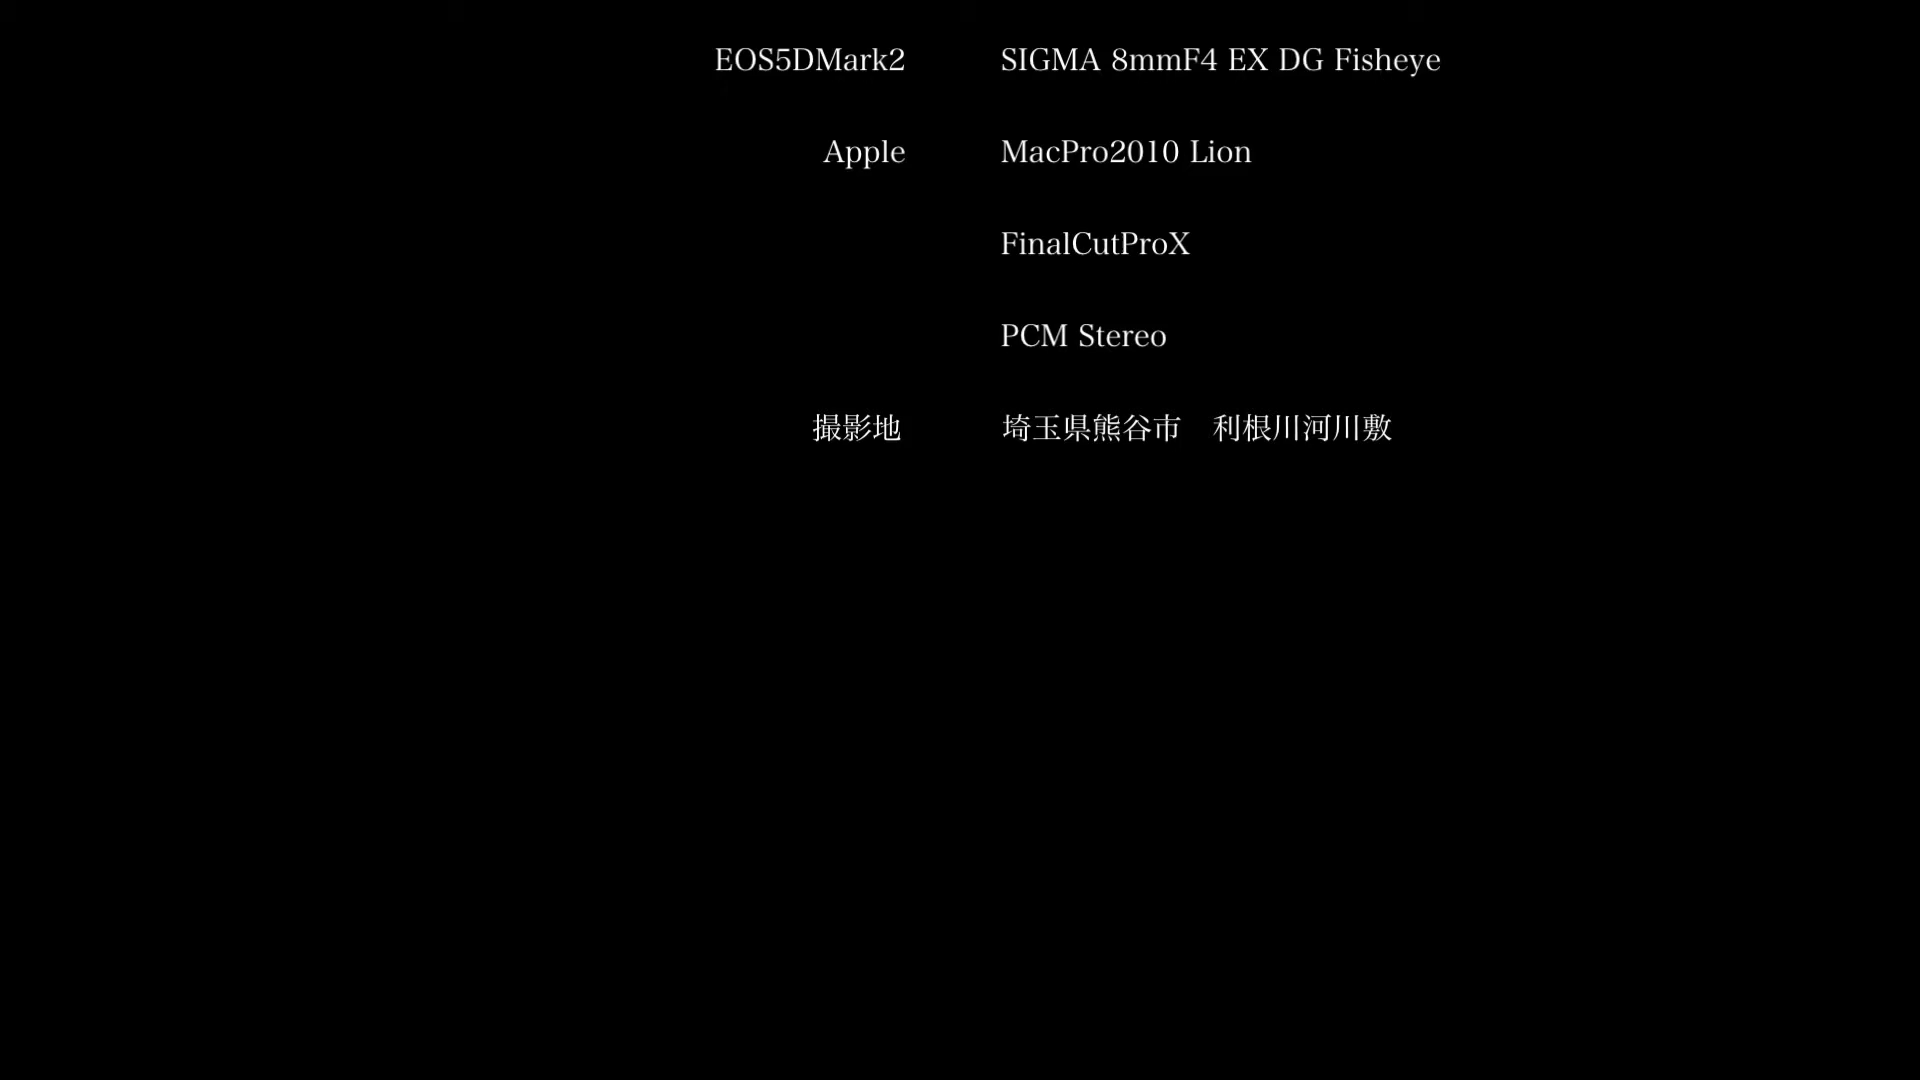 EOS5DMark2 SIGMA 8mmF4 EX DG Fisheye
Apple MacPro2010 Lion
FinalCutProX
PCM Stereo
撮影地 埼玉県熊谷市　利根川河川敷